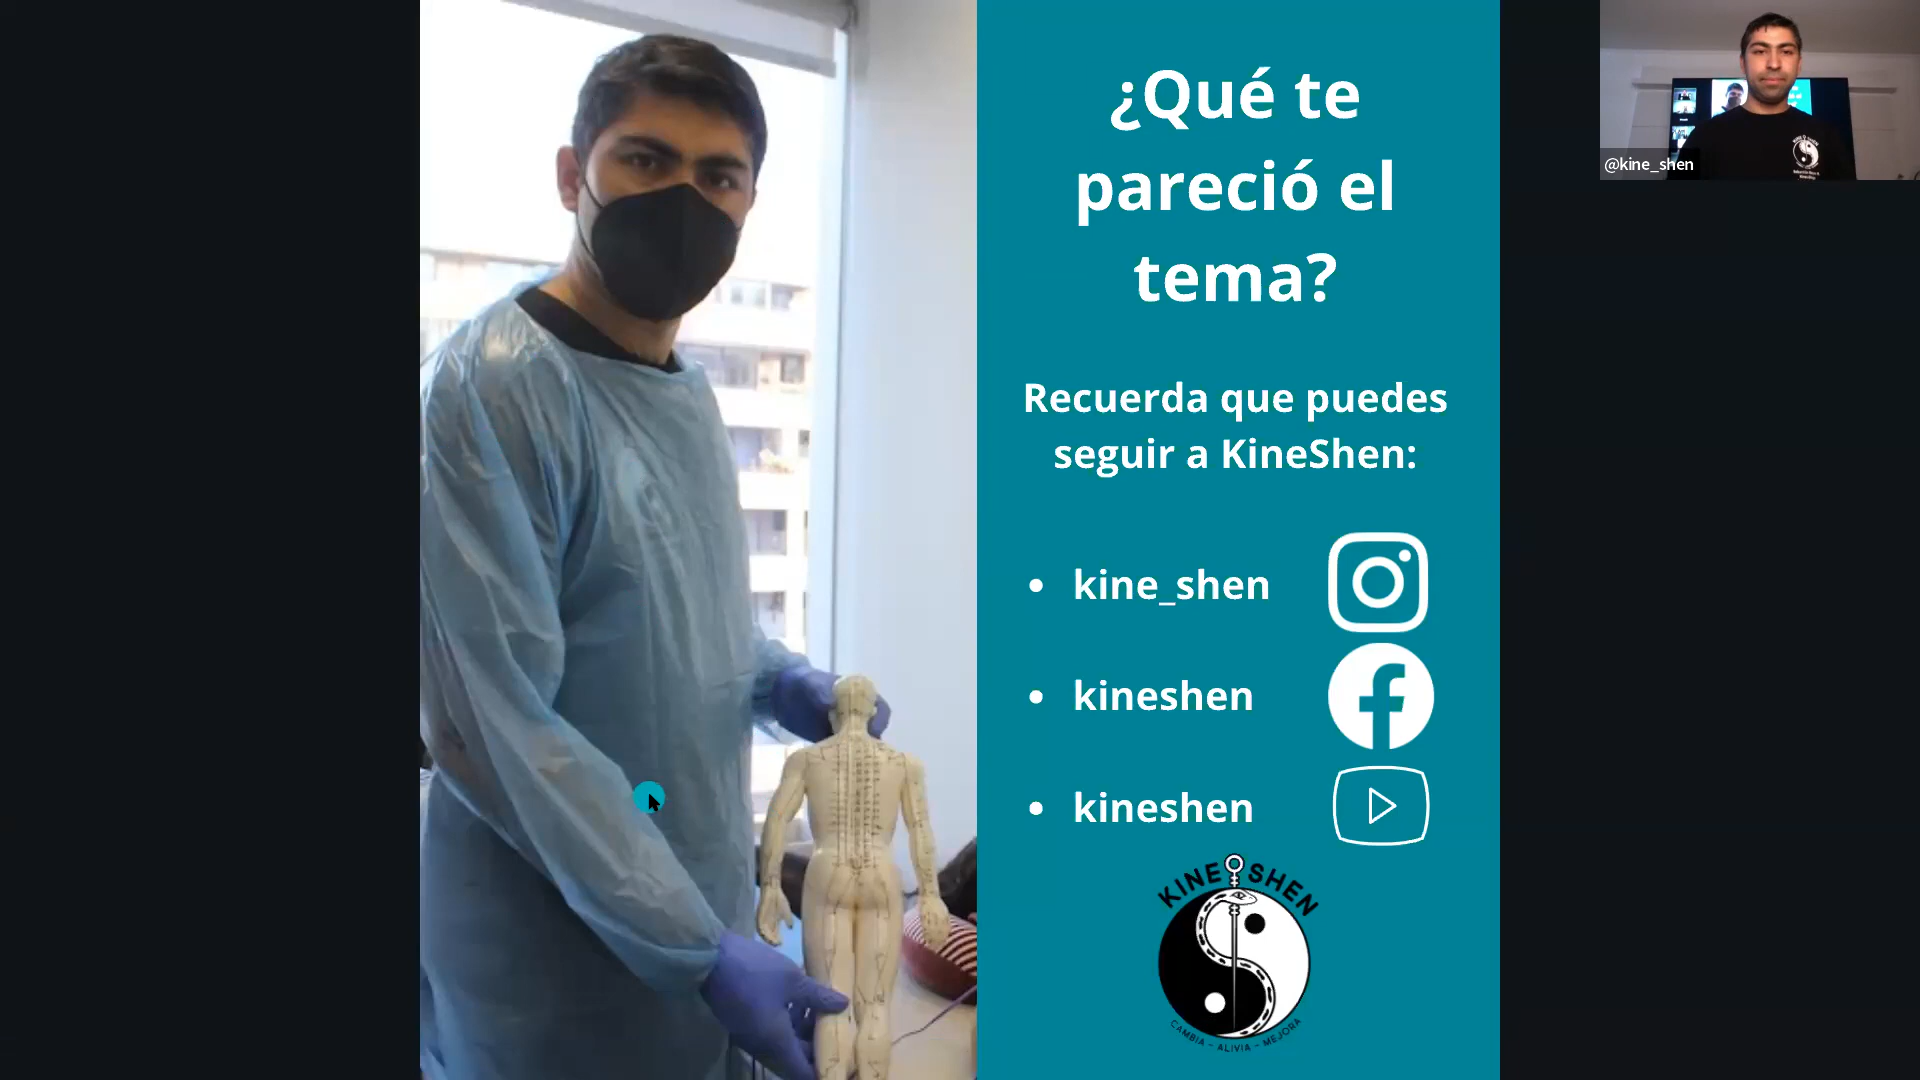 ¿Qué te
pareció el
tema?
Recuerda que puedes
seguir a KineShen:
• kine_shen
• kineshen
• kineshen
KINE SHEN
CAMBIA - ALIVIA - MEJORA
@kine_shen